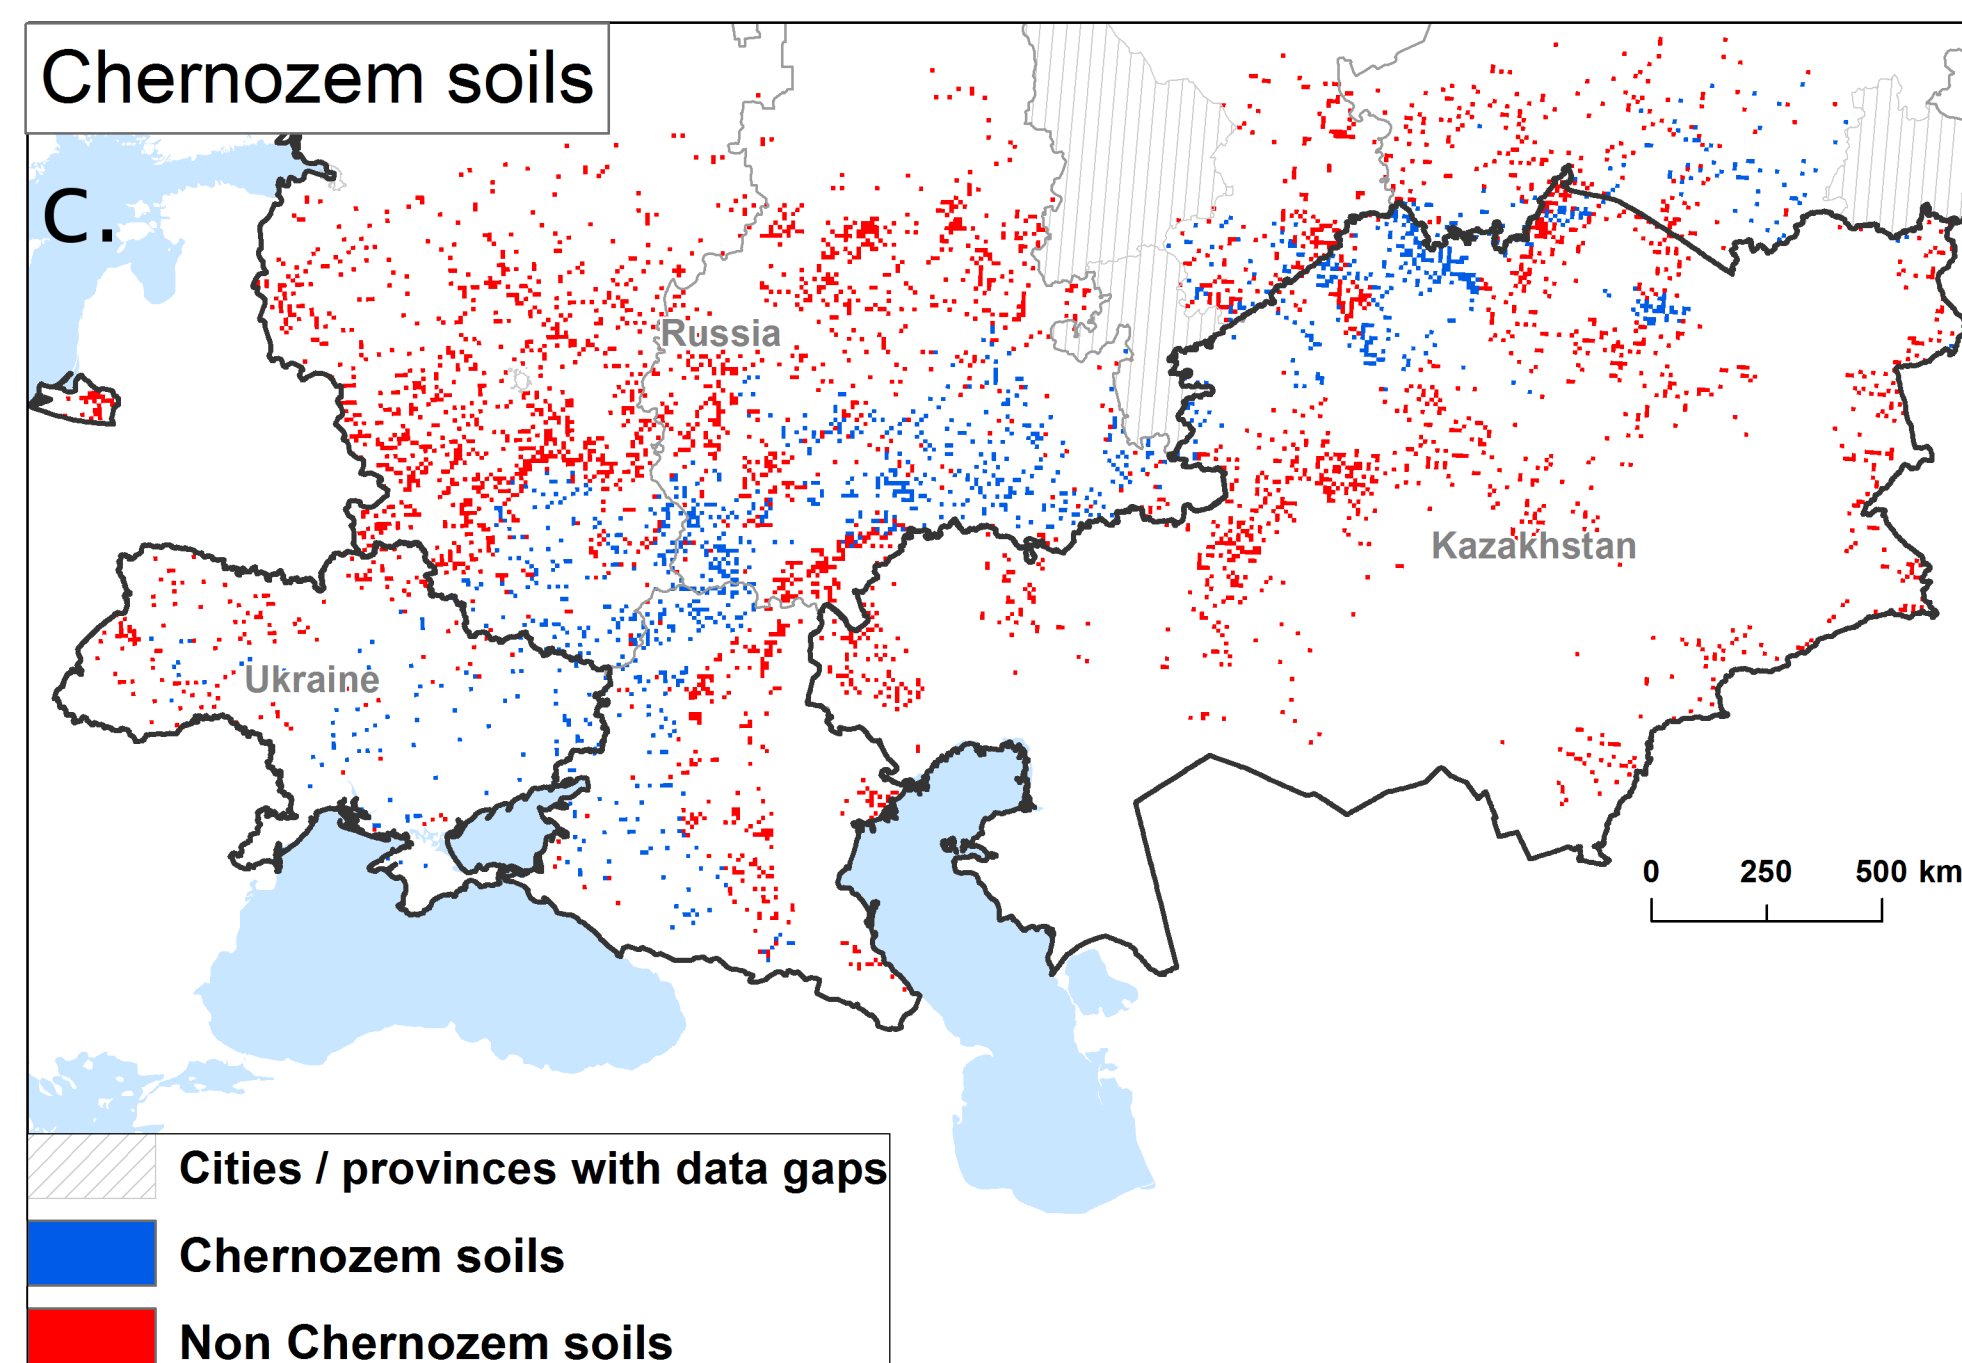 Chernozem soils
c.
Russia
Kazakhstan
Ukraine
0 250 500 km
Cities / provinces with data gaps
Chernozem soils
Non Chernozem soils